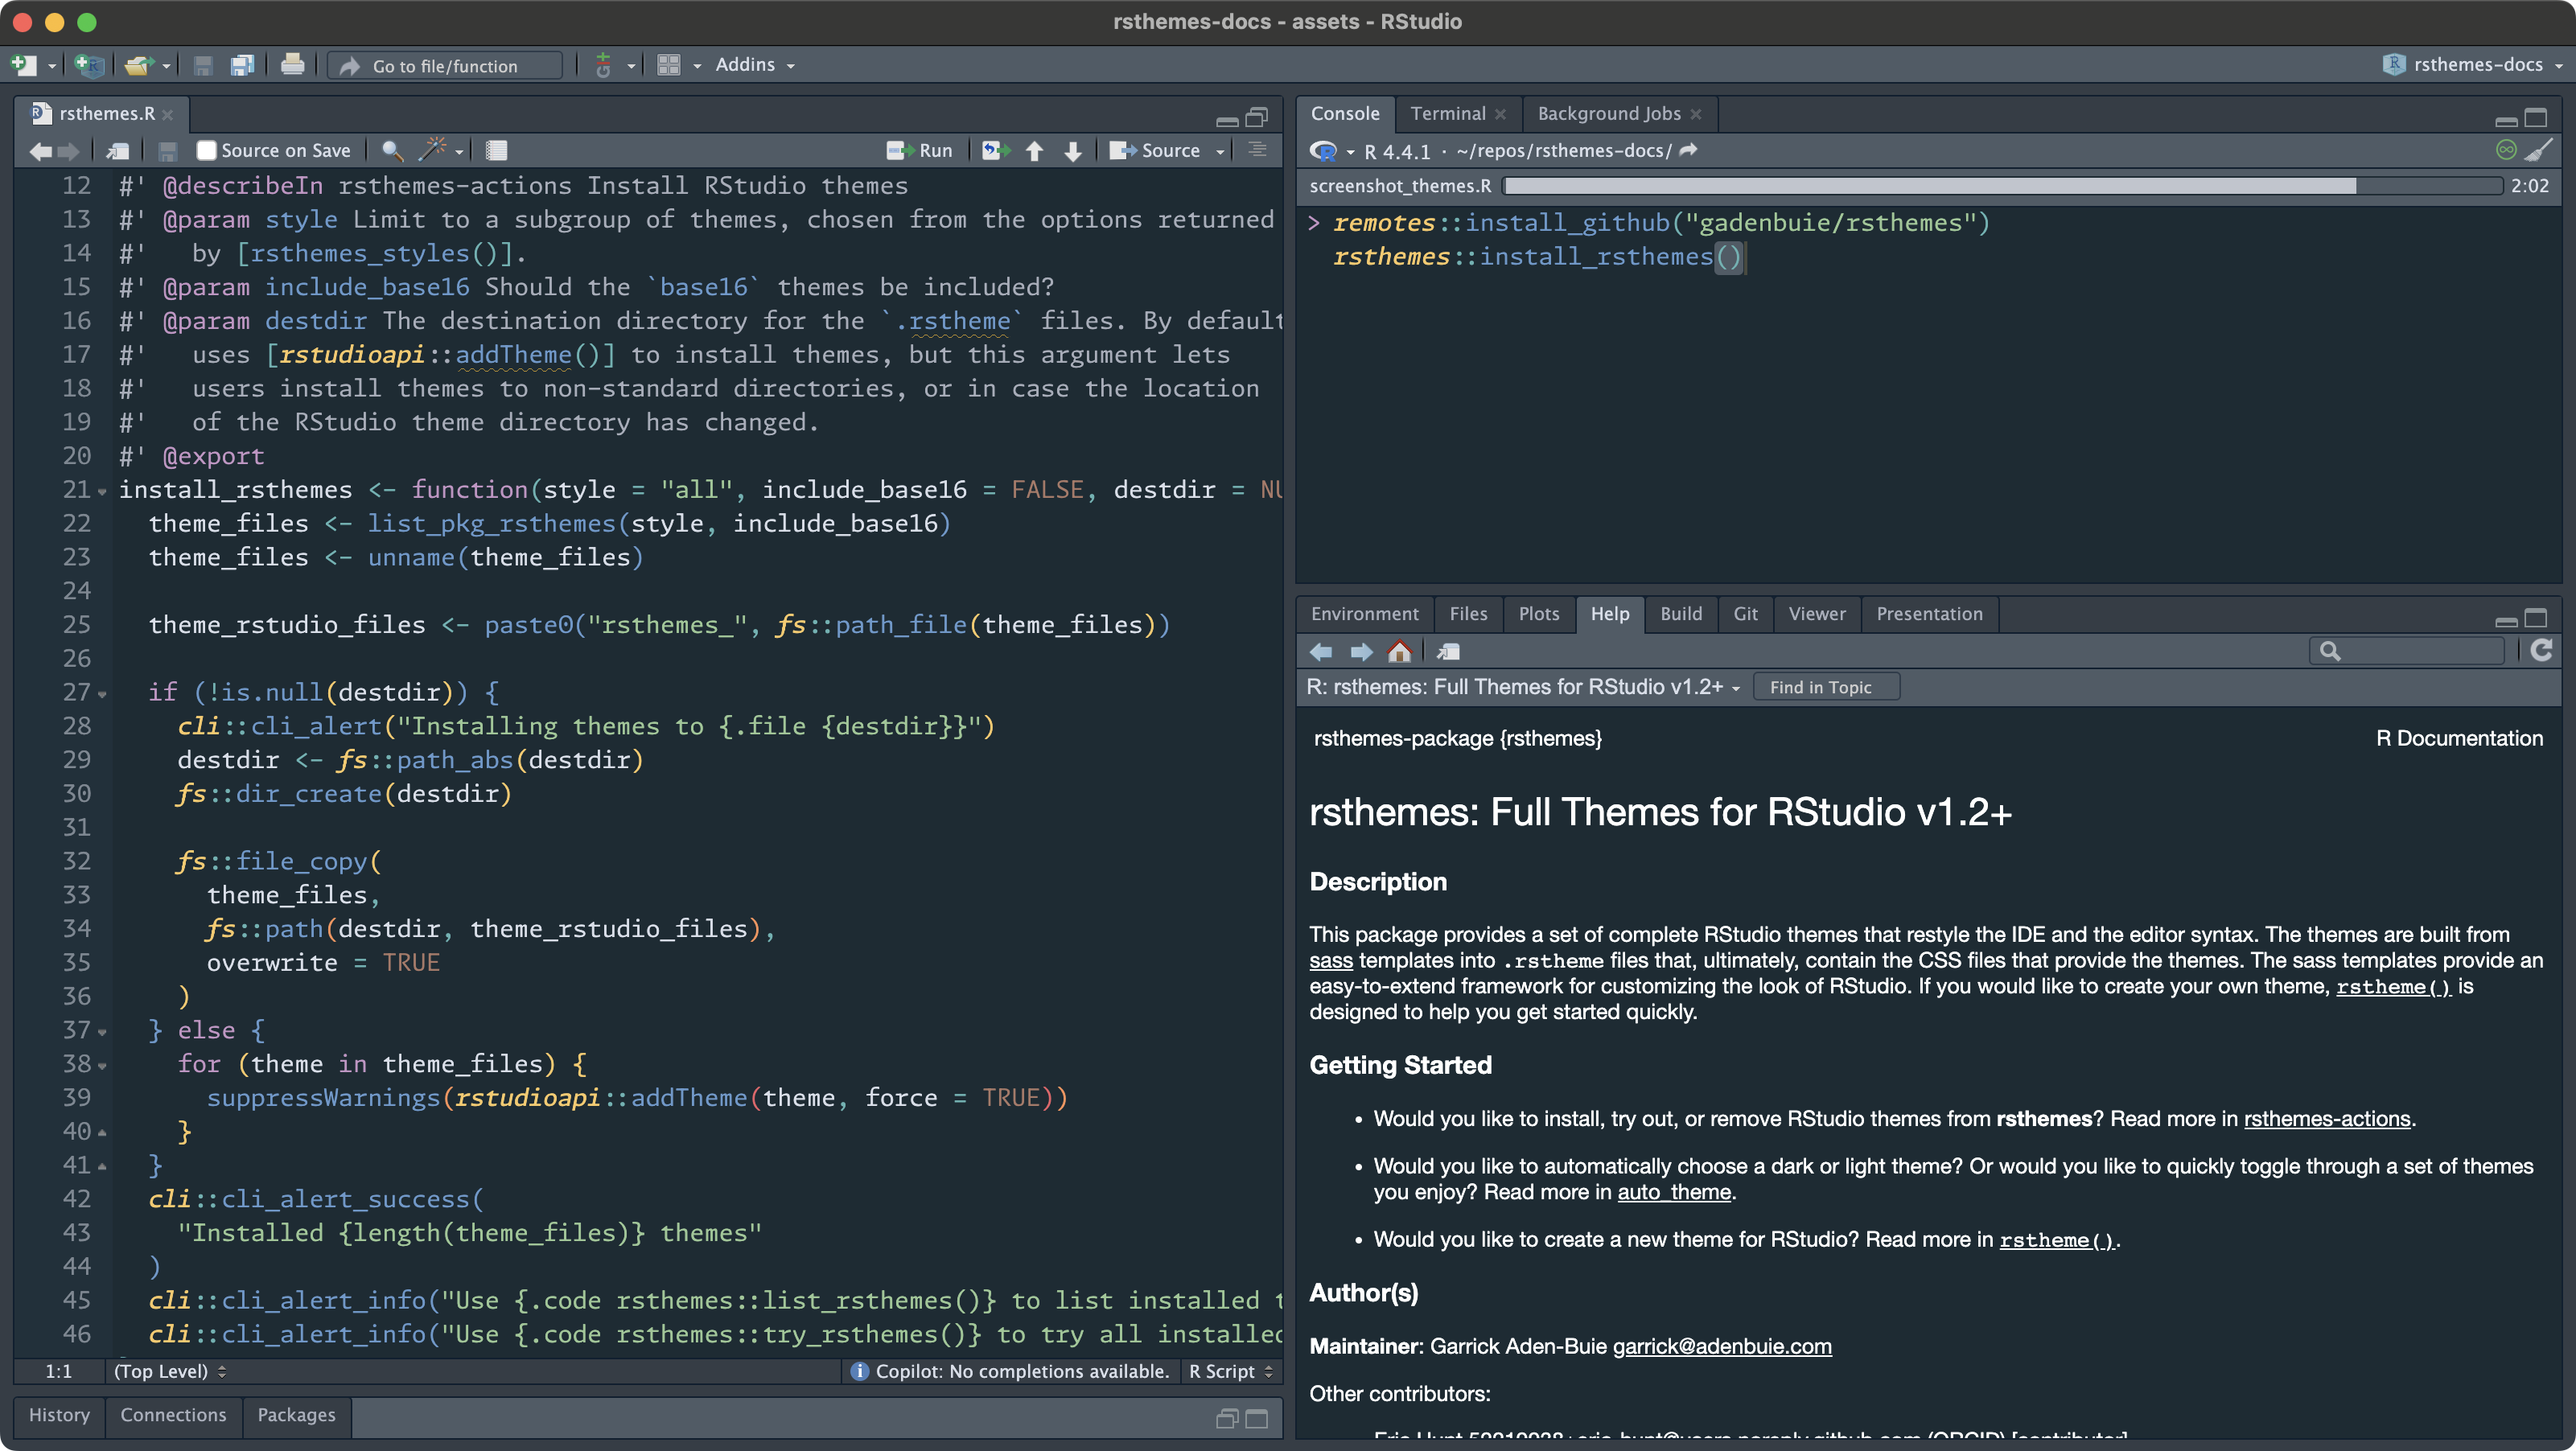 rsthemes-docs - assets - RStudio
Go to file/function
Addins
rsthemes-docs
rsthemes.R
Source on Save
Run
Source
12 #' @describeIn rsthemes-actions Install RStudio themes
13 #' @param style Limit to a subgroup of themes, chosen from the options returned
14 #'   by [rsthemes_styles()].
15 #' @param include_base16 Should the `base16` themes be included?
16 #' @param destdir The destination directory for the `.rstheme` files. By default
17 #'   uses [rstudioapi::addTheme()] to install themes, but this argument lets
18 #'   users install themes to non-standard directories, or in case the location
19 #'   of the RStudio theme directory has changed.
20 #' @export
21 install_rsthemes <- function(style = "all", include_base16 = FALSE, destdir = NU
22   theme_files <- list_pkg_rsthemes(style, include_base16)
23   theme_files <- unname(theme_files)
24
25   theme_rstudio_files <- paste0("rsthemes_", fs::path_file(theme_files))
26
27   if (!is.null(destdir)) {
28     cli::cli_alert("Installing themes to {.file {destdir}}")
29     destdir <- fs::path_abs(destdir)
30     fs::dir_create(destdir)
31
32     fs::file_copy(
33       theme_files,
34       fs::path(destdir, theme_rstudio_files),
35       overwrite = TRUE
36     )
37   } else {
38     for (theme in theme_files) {
39       suppressWarnings(rstudioapi::addTheme(theme, force = TRUE))
40     }
41   }
42   cli::cli_alert_success(
43     "Installed {length(theme_files)} themes"
44   )
45   cli::cli_alert_info("Use {.code rsthemes::list_rsthemes()} to list installed t
46   cli::cli_alert_info("Use {.code rsthemes::try_rsthemes()} to try all installed
1:1 (Top Level) Copilot: No completions available. R Script
History Connections Packages
Console Terminal Background Jobs
R 4.4.1 · ~/repos/rsthemes-docs/
screenshot_themes.R 2:02
> remotes::install_github("gadenbuie/rsthemes")
rsthemes::install_rsthemes()
Environment Files Plots Help Build Git Viewer Presentation
R: rsthemes: Full Themes for RStudio v1.2+ Find in Topic
rsthemes-package {rsthemes} R Documentation
rsthemes: Full Themes for RStudio v1.2+
Description
This package provides a set of complete RStudio themes that restyle the IDE and the editor syntax. The themes are built from
sass templates into .rstheme files that, ultimately, contain the CSS files that provide the themes. The sass templates provide an
easy-to-extend framework for customizing the look of RStudio. If you would like to create your own theme, rstheme() is
designed to help you get started quickly.
Getting Started
• Would you like to install, try out, or remove RStudio themes from rsthemes? Read more in rsthemes-actions.
• Would you like to automatically choose a dark or light theme? Or would you like to quickly toggle through a set of themes
you enjoy? Read more in auto_theme.
• Would you like to create a new theme for RStudio? Read more in rstheme().
Author(s)
Maintainer: Garrick Aden-Buie garrick@adenbuie.com
Other contributors: